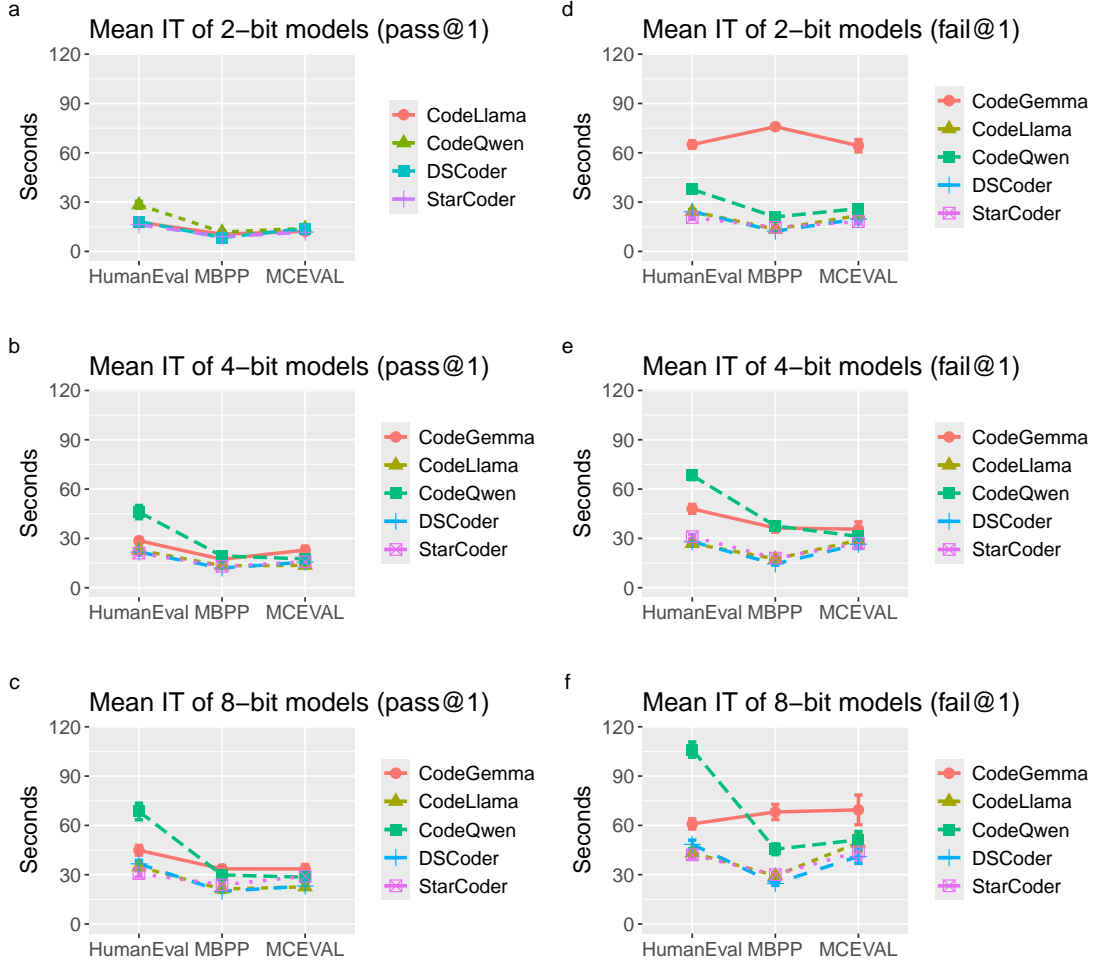 a
Mean IT of 2−bit models (pass@1)
120
90
60
30
0
Seconds
HumanEval MBPP MCEVAL
CodeLlama
CodeQwen
DSCoder
StarCoder
d
Mean IT of 2−bit models (fail@1)
120
90
60
30
0
Seconds
HumanEval MBPP MCEVAL
CodeGemma
CodeLlama
CodeQwen
DSCoder
StarCoder
b
Mean IT of 4−bit models (pass@1)
120
90
60
30
0
Seconds
HumanEval MBPP MCEVAL
CodeGemma
CodeLlama
CodeQwen
DSCoder
StarCoder
e
Mean IT of 4−bit models (fail@1)
120
90
60
30
0
Seconds
HumanEval MBPP MCEVAL
CodeGemma
CodeLlama
CodeQwen
DSCoder
StarCoder
c
Mean IT of 8−bit models (pass@1)
120
90
60
30
0
Seconds
HumanEval MBPP MCEVAL
CodeGemma
CodeLlama
CodeQwen
DSCoder
StarCoder
f
Mean IT of 8−bit models (fail@1)
120
90
60
30
0
Seconds
HumanEval MBPP MCEVAL
CodeGemma
CodeLlama
CodeQwen
DSCoder
StarCoder